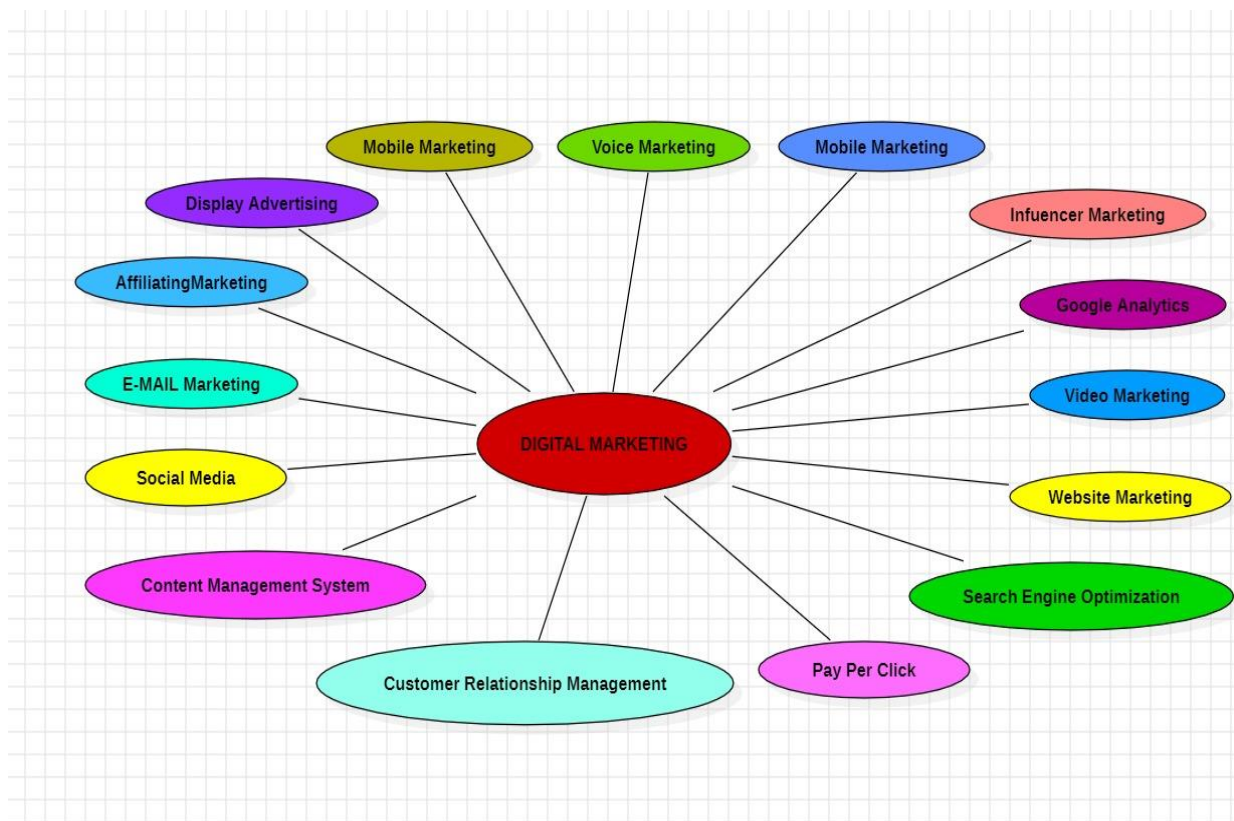 Mobile Marketing
Voice Marketing
Mobile Marketing
Display Advertising
Infuencer Marketing
AffiliatingMarketing
Google Analytics
E-MAIL Marketing
Video Marketing
DIGITAL MARKETING
Social Media
Website Marketing
Content Management System
Search Engine Optimization
Customer Relationship Management
Pay Per Click